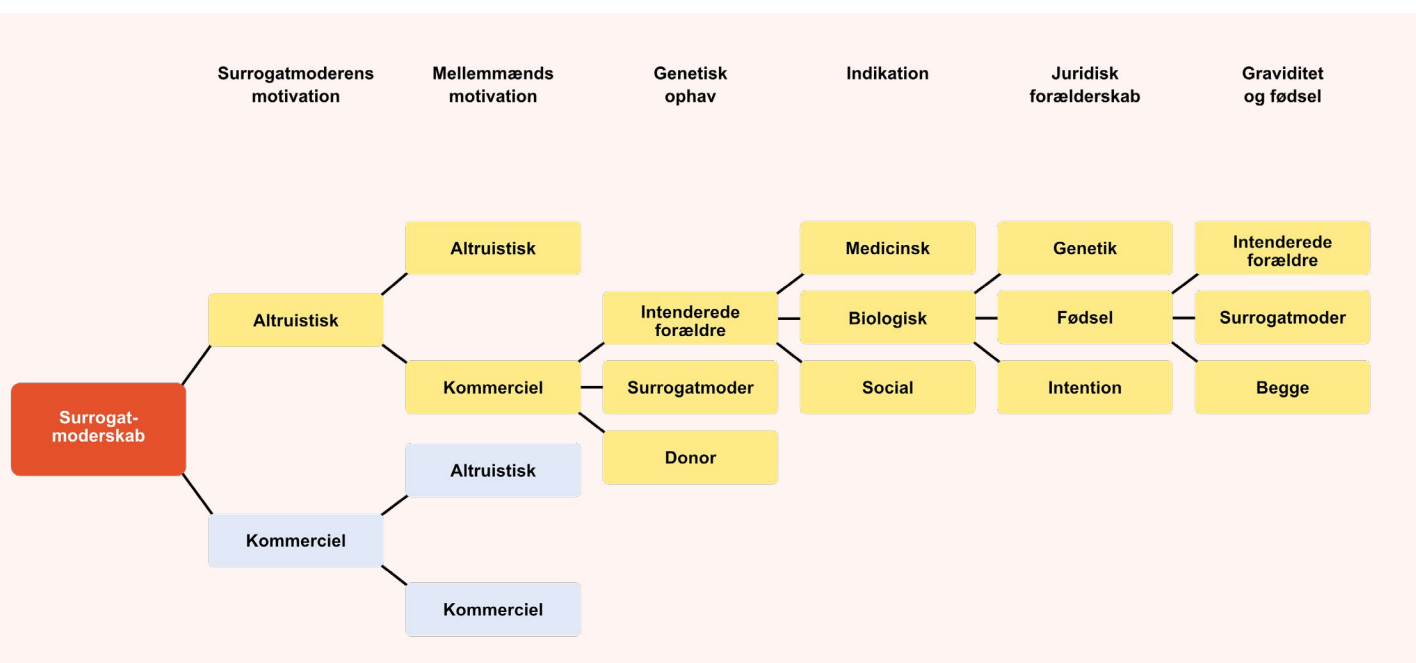 Surrogatmoderens
motivation
Mellemmænds
motivation
Genetisk
ophav
Indikation
Juridisk
forælderskab
Graviditet
og fødsel
Surrogat-
moderskab
Altruistisk
Kommerciel
Altruistisk
Kommerciel
Altruistisk
Kommerciel
Intenderede
forældre
Surrogatmoder
Donor
Medicinsk
Biologisk
Social
Genetik
Fødsel
Intention
Intenderede
forældre
Surrogatmoder
Begge